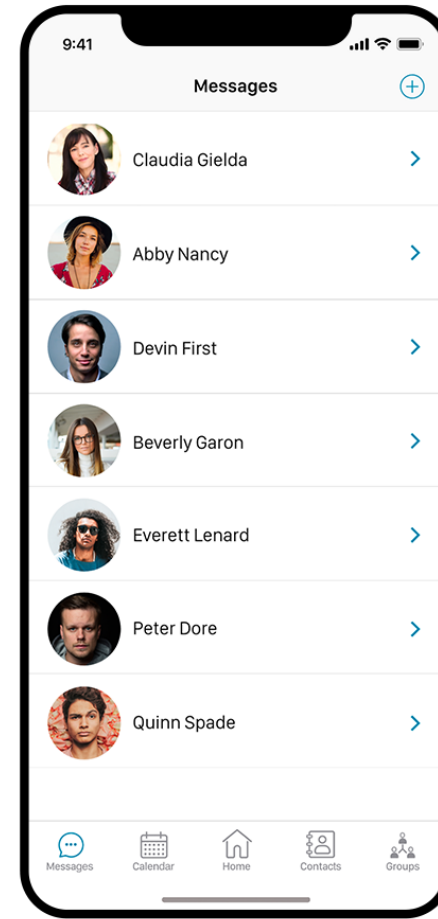 9:41
Messages
Claudia Gielda
Abby Nancy
Devin First
Beverly Garon
Everett Lenard
Peter Dore
Quinn Spade
Messages Calendar Home Contacts Groups